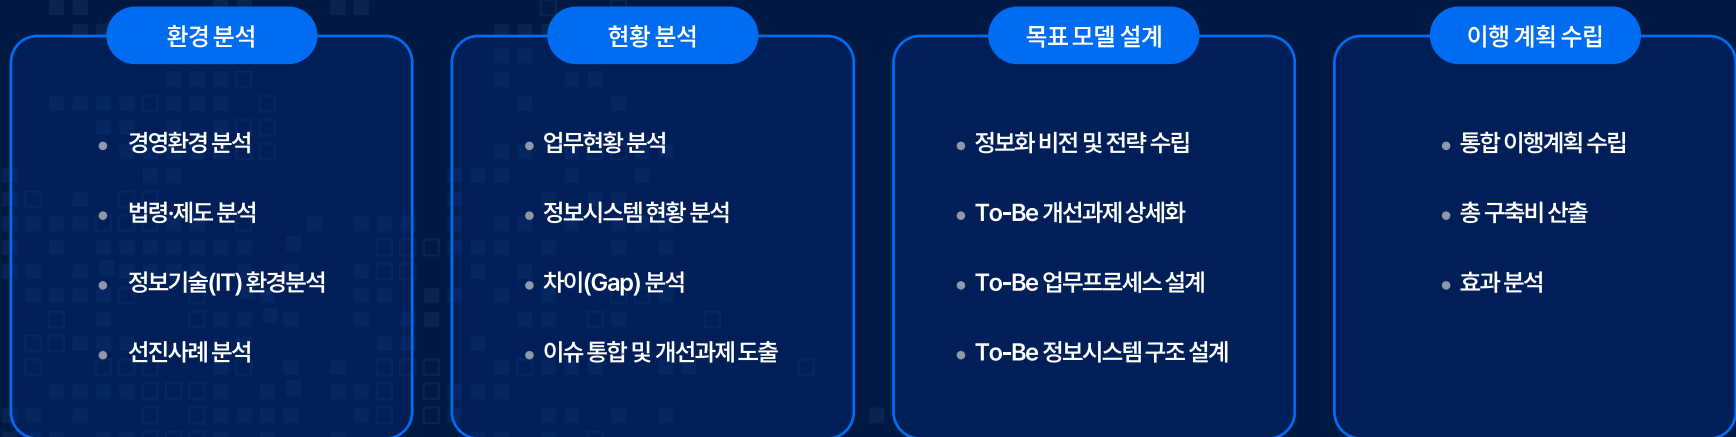 환경 분석
경영환경 분석
법령·제도 분석
정보기술(IT) 환경분석
선진사례 분석
현황 분석
업무현황 분석
정보시스템 현황 분석
차이(Gap) 분석
이슈 통합 및 개선과제 도출
목표 모델 설계
정보화 비전 및 전략 수립
To-Be 개선과제 상세화
To-Be 업무프로세스 설계
To-Be 정보시스템 구조 설계
이행 계획 수립
통합 이행계획 수립
총 구축비 산출
효과 분석